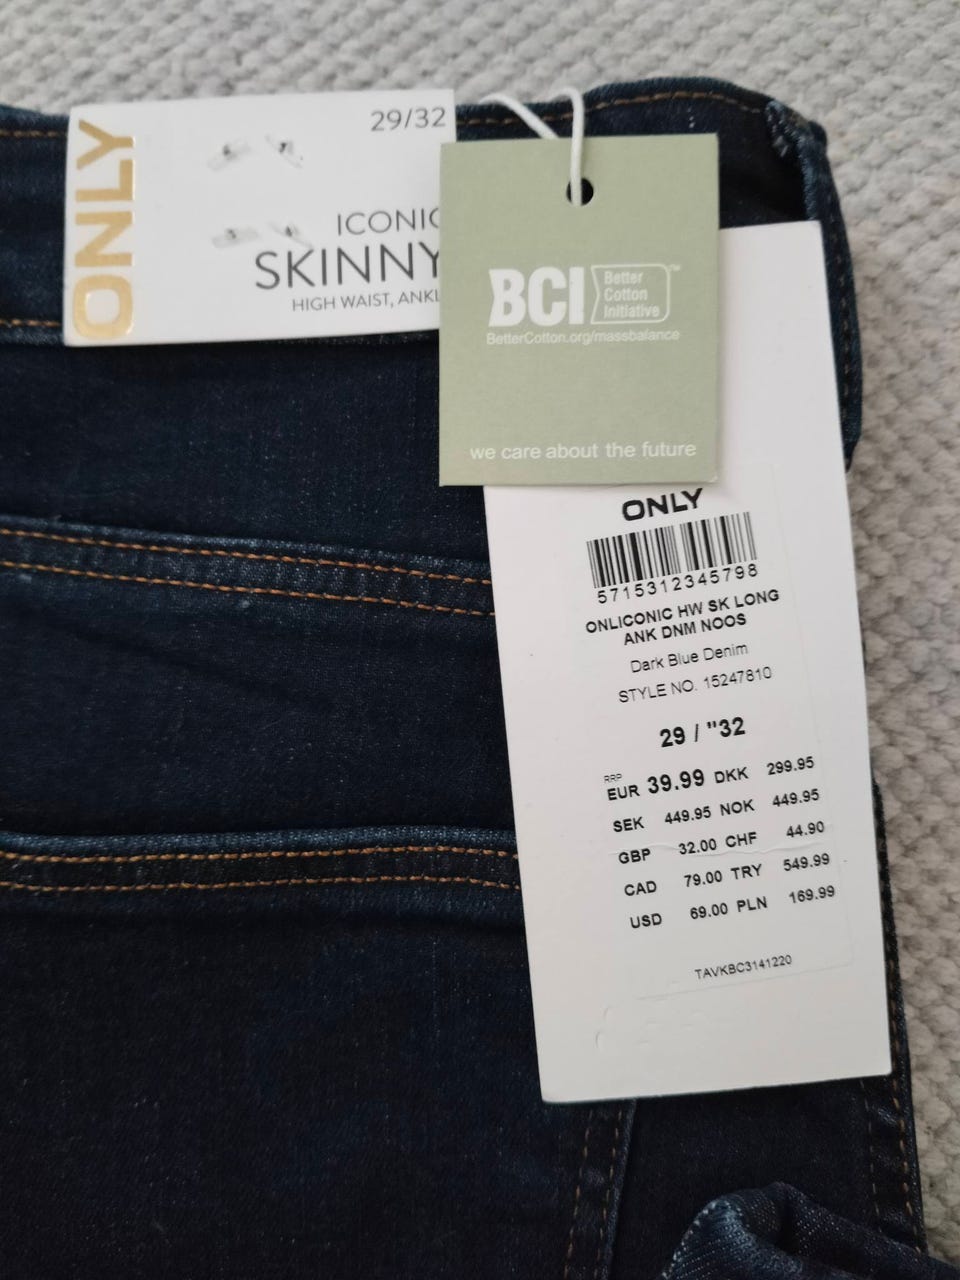 ONLY
29/32
ICONIC
SKINNY
HIGH WAIST, ANKL
BCI Better Cotton Initiative™
BetterCotton.org/massbalance
we care about the future
ONLY
5715312345798
ONLICONIC HW SK LONG
ANK DNM NOOS
Dark Blue Denim
STYLE NO. 15247810
29 / "32
RRP
EUR 39.99 DKK 299.95
SEK 449.95 NOK 449.95
GBP 32.00 CHF 44.90
CAD 79.00 TRY 549.99
USD 69.00 PLN 169.99
TAVKBC3141220